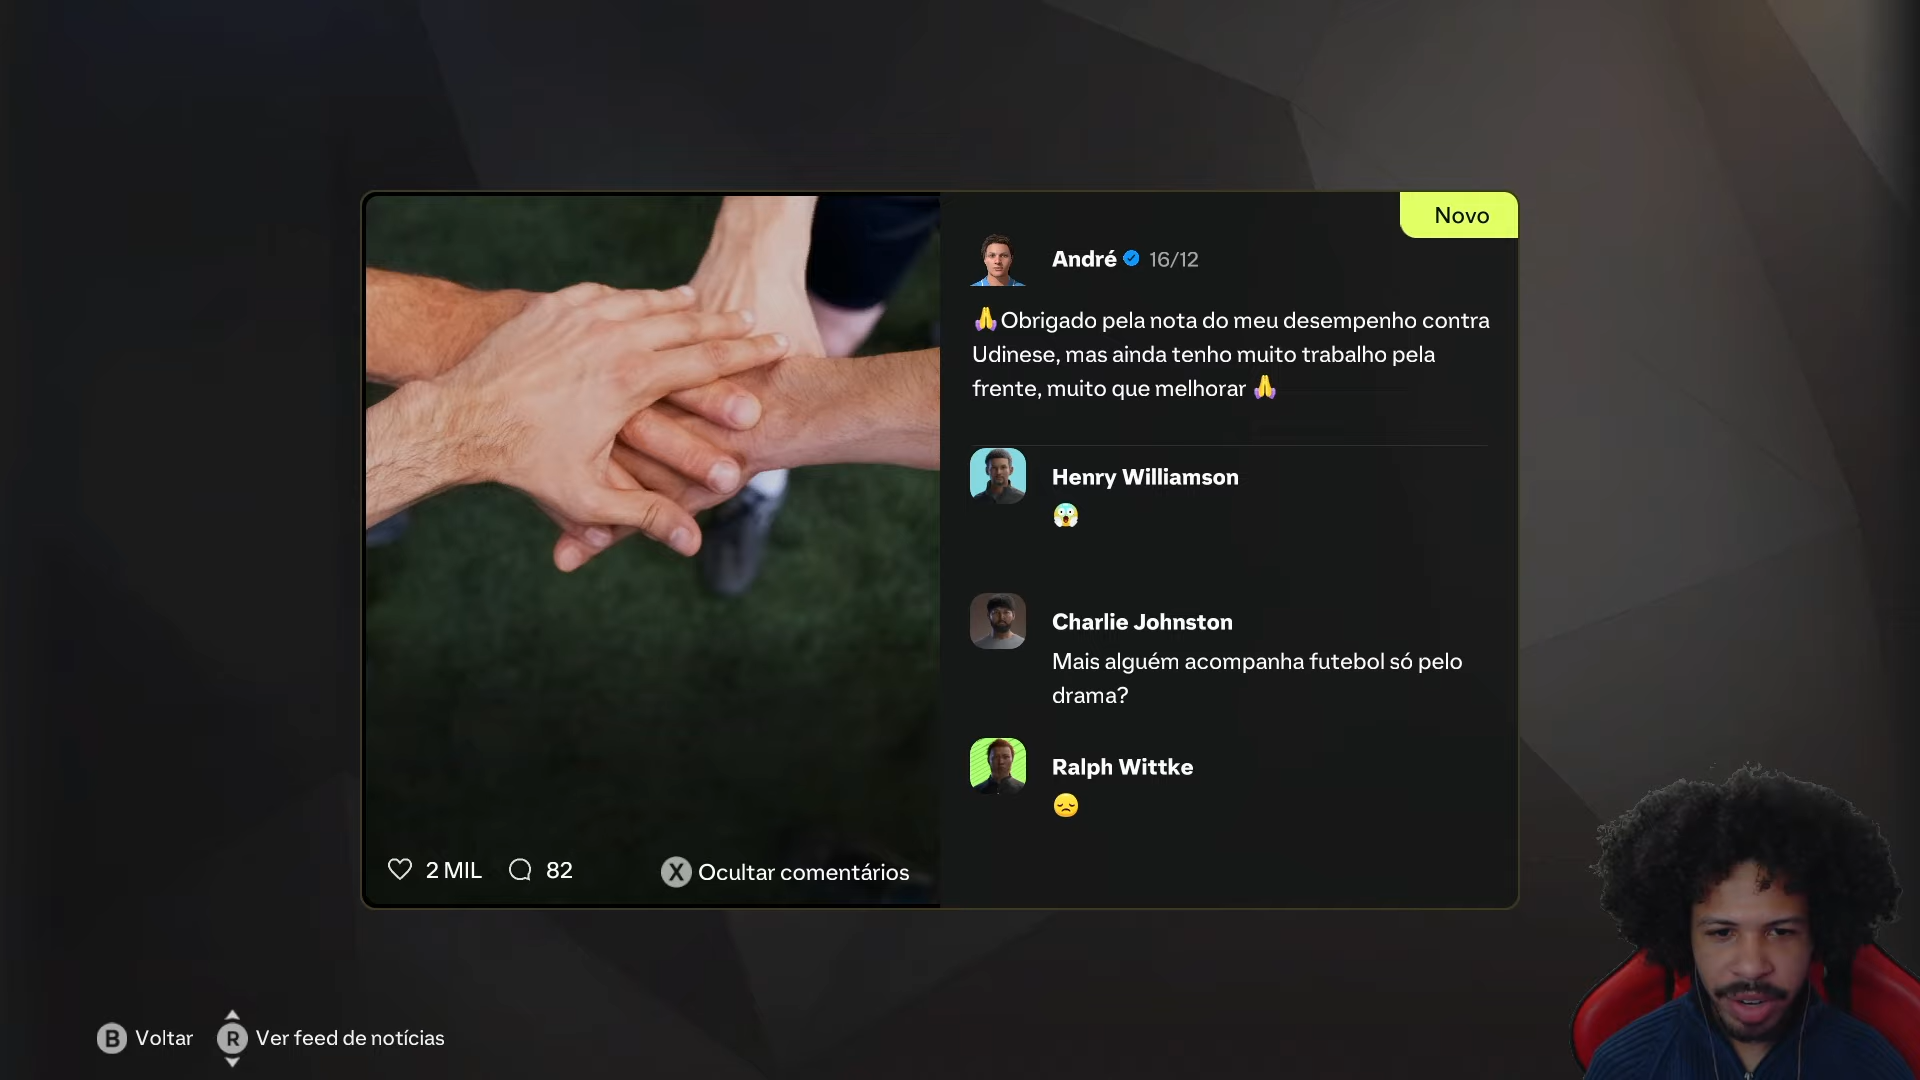 Novo
André 16/12
🙏Obrigado pela nota do meu desempenho contra
Udinese, mas ainda tenho muito trabalho pela
frente, muito que melhorar 🙏
Henry Williamson
😱
Charlie Johnston
Mais alguém acompanha futebol só pelo
drama?
Ralph Wittke
😞
2 MIL 82 X Ocultar comentários
B Voltar R Ver feed de notícias